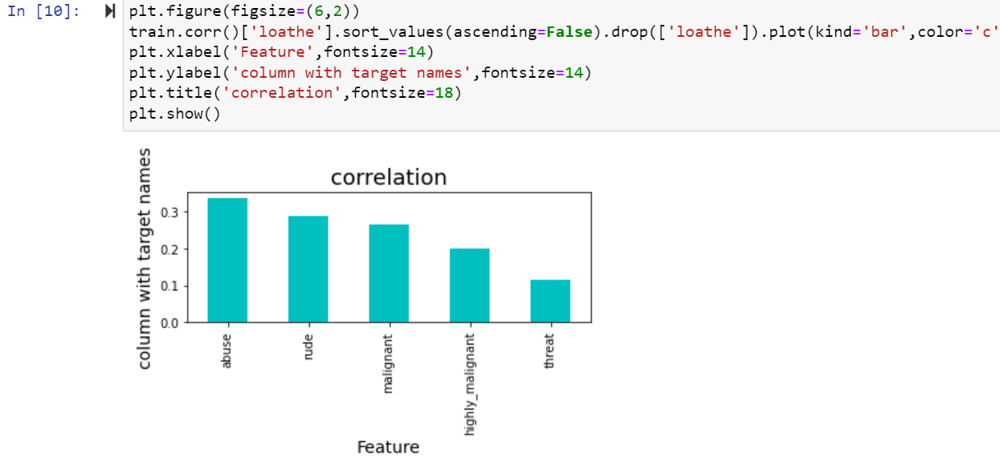 In [10]:
plt.figure(figsize=(6,2))
train.corr()['loathe'].sort_values(ascending=False).drop(['loathe']).plot(kind='bar',color='c'
plt.xlabel('Feature',fontsize=14)
plt.ylabel('column with target names',fontsize=14)
plt.title('correlation',fontsize=18)
plt.show()
correlation
column with target names
0.3
0.2
0.1
0.0
abuse
rude
malignant
highly_malignant
threat
Feature